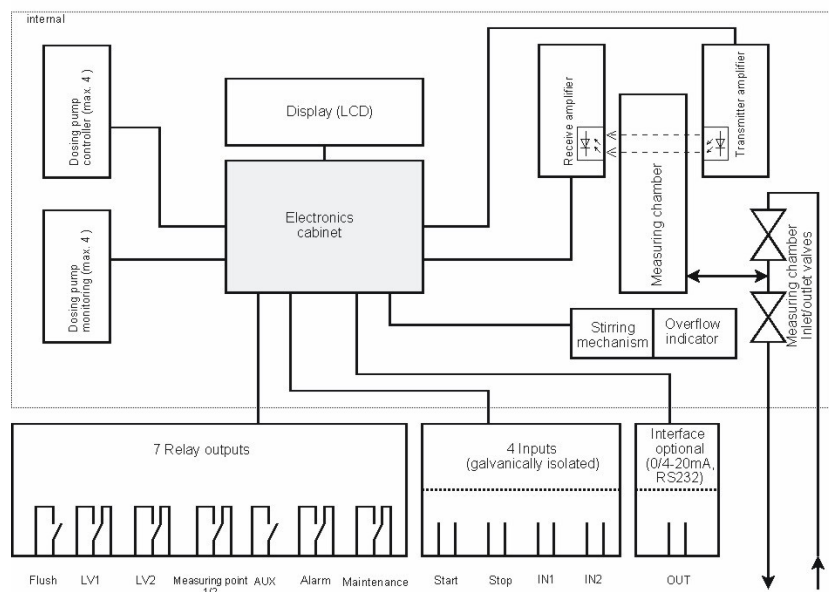 internal
Dosing pump
controller (max. 4 )
Display (LCD)
Receive amplifier
Transmitter amplifier
Measuring chamber
Electronics
cabinet
Dosing pump
monitoring (max. 4 )
Measuring chamber
Inlet/outlet valves
Stirring
mechanism
Overflow
indicator
7 Relay outputs
4 Inputs
(galvanically isolated)
Interface
optional
(0/4-20mA,
RS232)
Flush
LV1
LV2
Measuring point
1/2
AUX
Alarm
Maintenance
Start
Stop
IN1
IN2
OUT